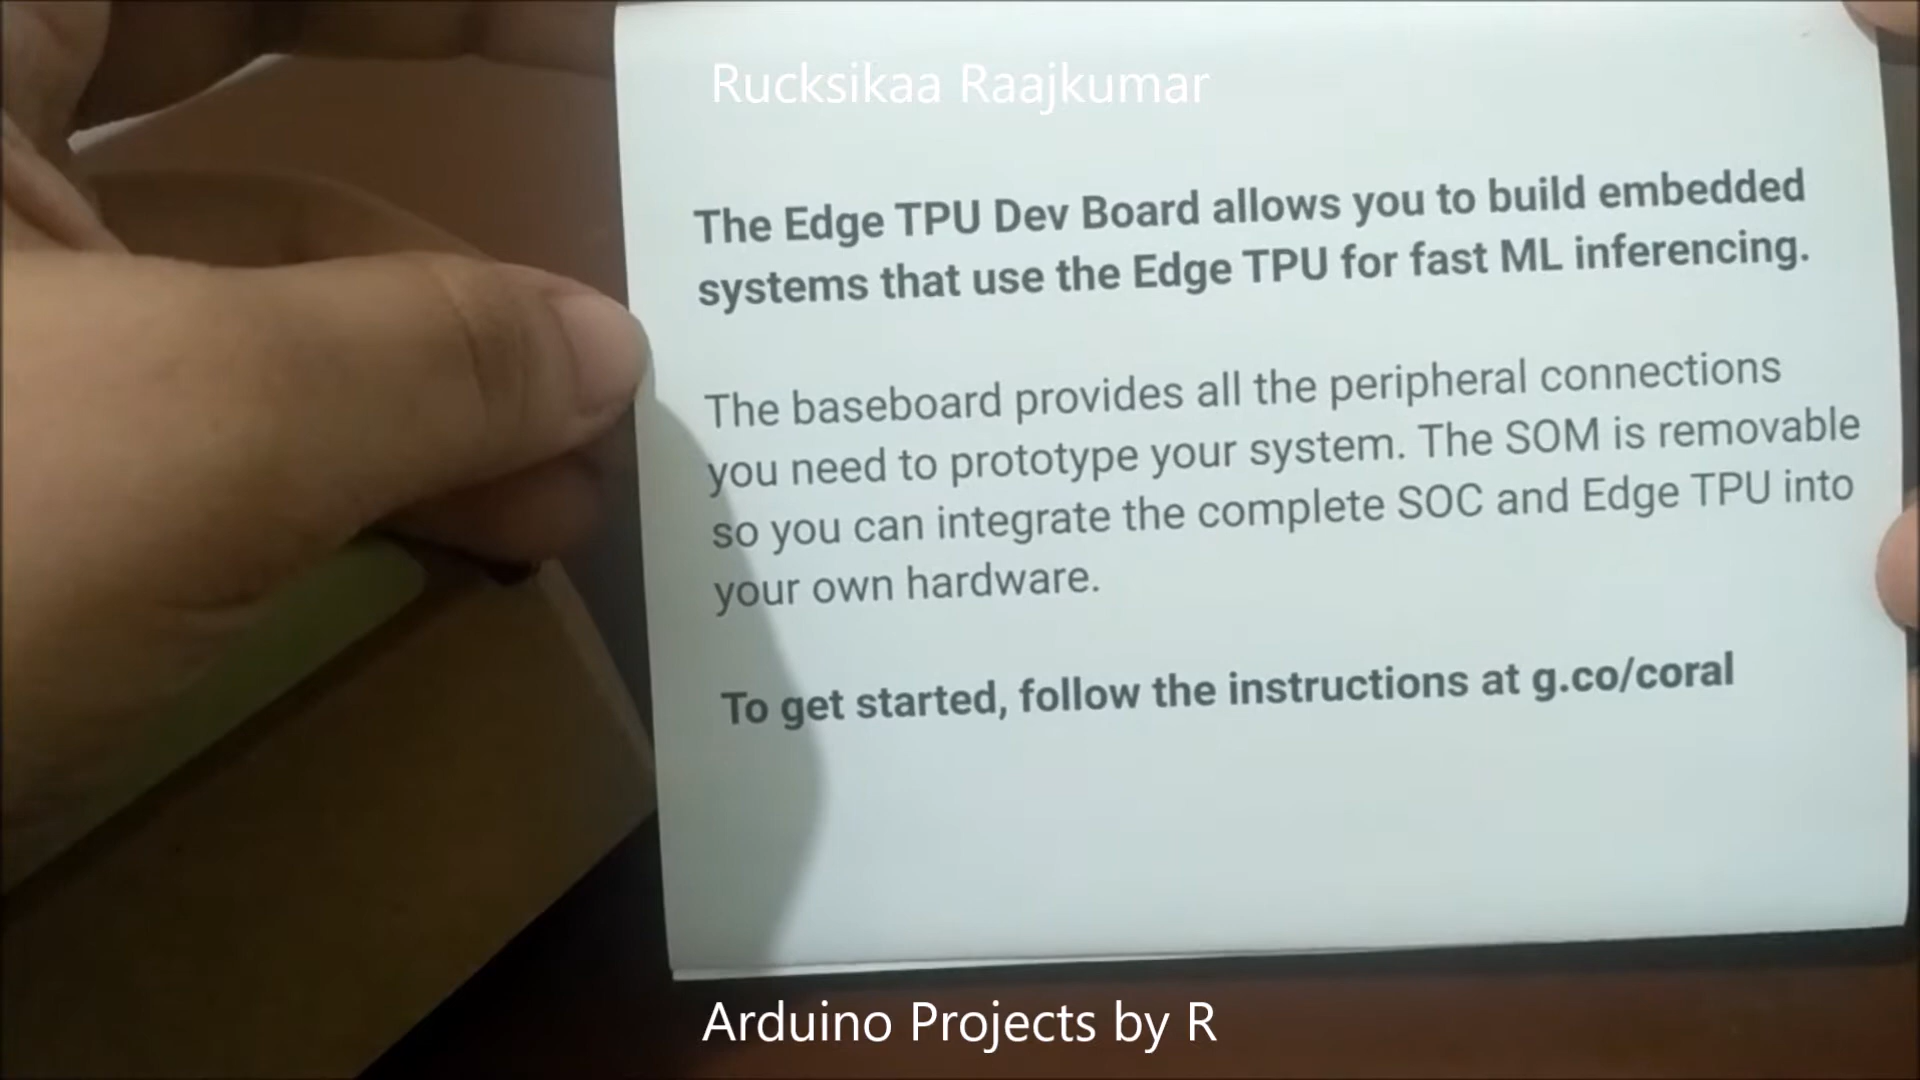 Rucksikaa Raajkumar
The Edge TPU Dev Board allows you to build embedded
systems that use the Edge TPU for fast ML inferencing.
The baseboard provides all the peripheral connections
you need to prototype your system. The SOM is removable
so you can integrate the complete SOC and Edge TPU into
your own hardware.
To get started, follow the instructions at g.co/coral
Arduino Projects by R